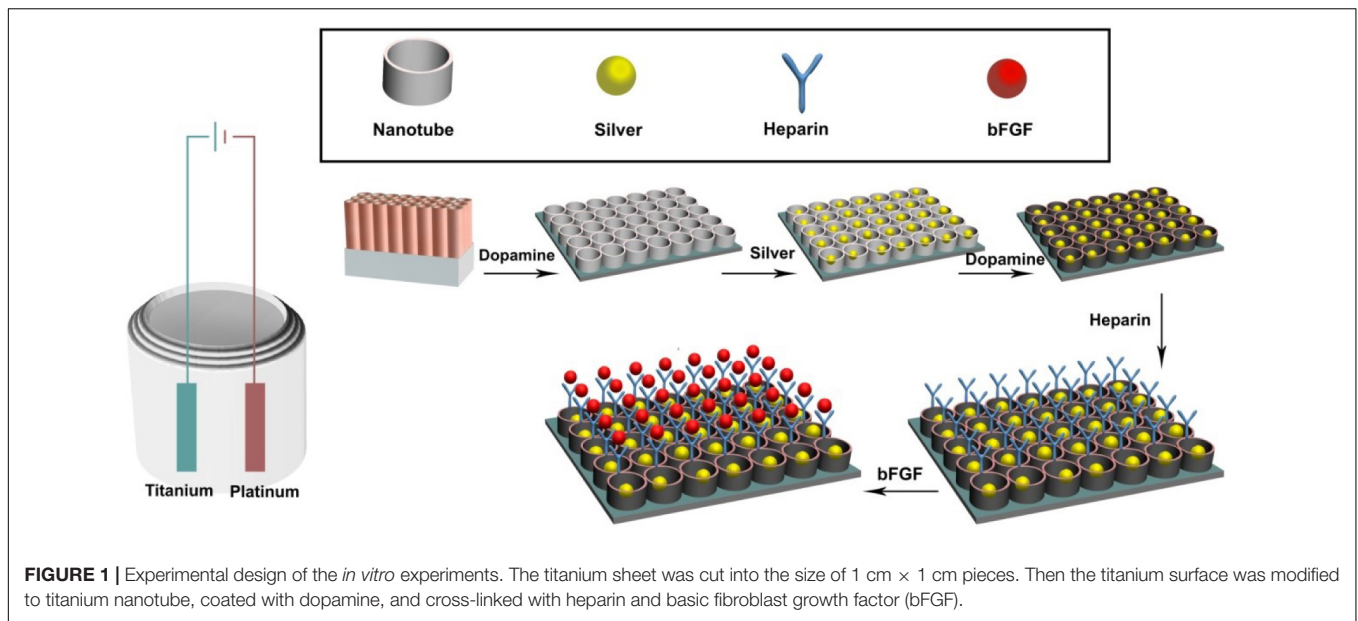 Nanotube
Silver
Heparin
bFGF
Dopamine
Silver
Dopamine
Heparin
bFGF
Titanium
Platinum
FIGURE 1 | Experimental design of the in vitro experiments. The titanium sheet was cut into the size of 1 cm × 1 cm pieces. Then the titanium surface was modified
to titanium nanotube, coated with dopamine, and cross-linked with heparin and basic fibroblast growth factor (bFGF).